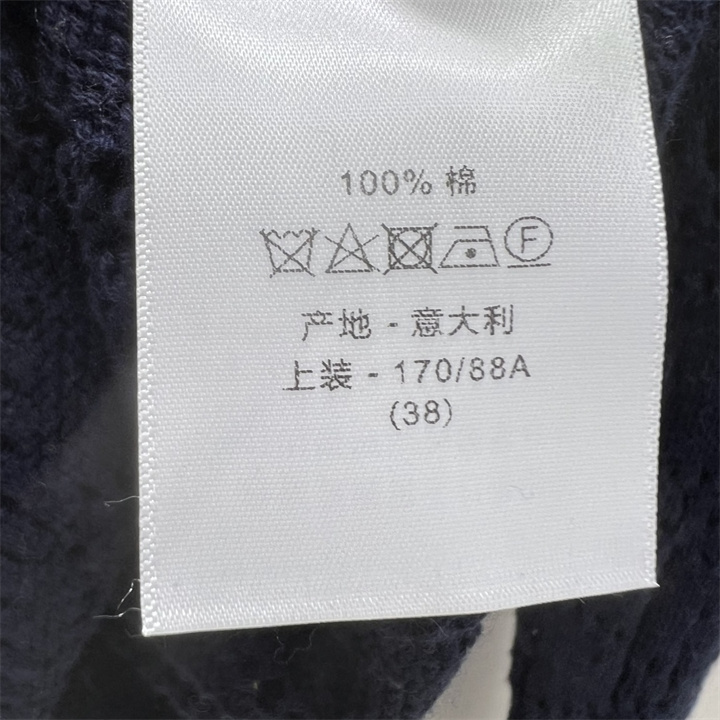 100% 棉
F
产地 - 意大利
上装 - 170/88A
(38)